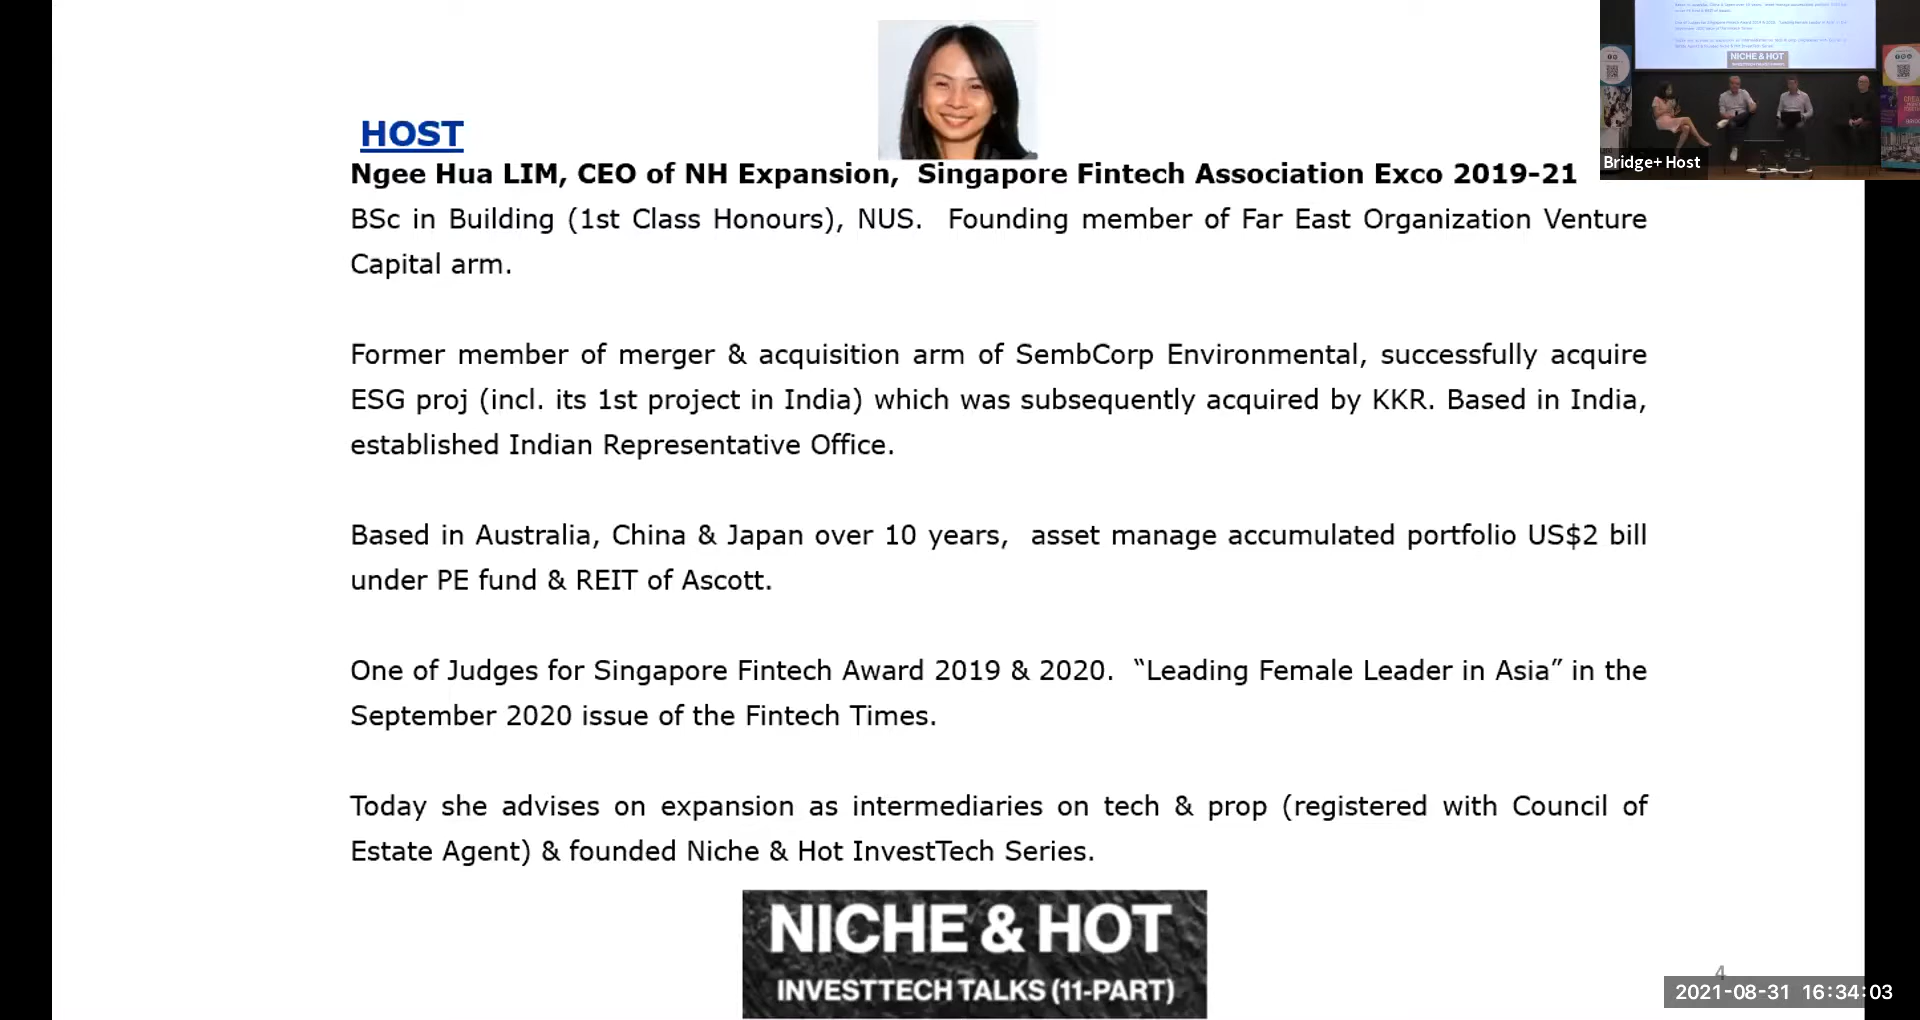 HOST
Ngee Hua LIM, CEO of NH Expansion, Singapore Fintech Association Exco 2019-21
BSc in Building (1st Class Honours), NUS. Founding member of Far East Organization Venture
Capital arm.
Former member of merger & acquisition arm of SembCorp Environmental, successfully acquire
ESG proj (incl. its 1st project in India) which was subsequently acquired by KKR. Based in India,
established Indian Representative Office.
Based in Australia, China & Japan over 10 years, asset manage accumulated portfolio US$2 bill
under PE fund & REIT of Ascott.
One of Judges for Singapore Fintech Award 2019 & 2020. “Leading Female Leader in Asia” in the
September 2020 issue of the Fintech Times.
Today she advises on expansion as intermediaries on tech & prop (registered with Council of
Estate Agent) & founded Niche & Hot InvestTech Series.
NICHE & HOT
INVESTTECH TALKS (11-PART)
4
2021-08-31 16:34:03
NICHE & HOT
Bridge+ Host